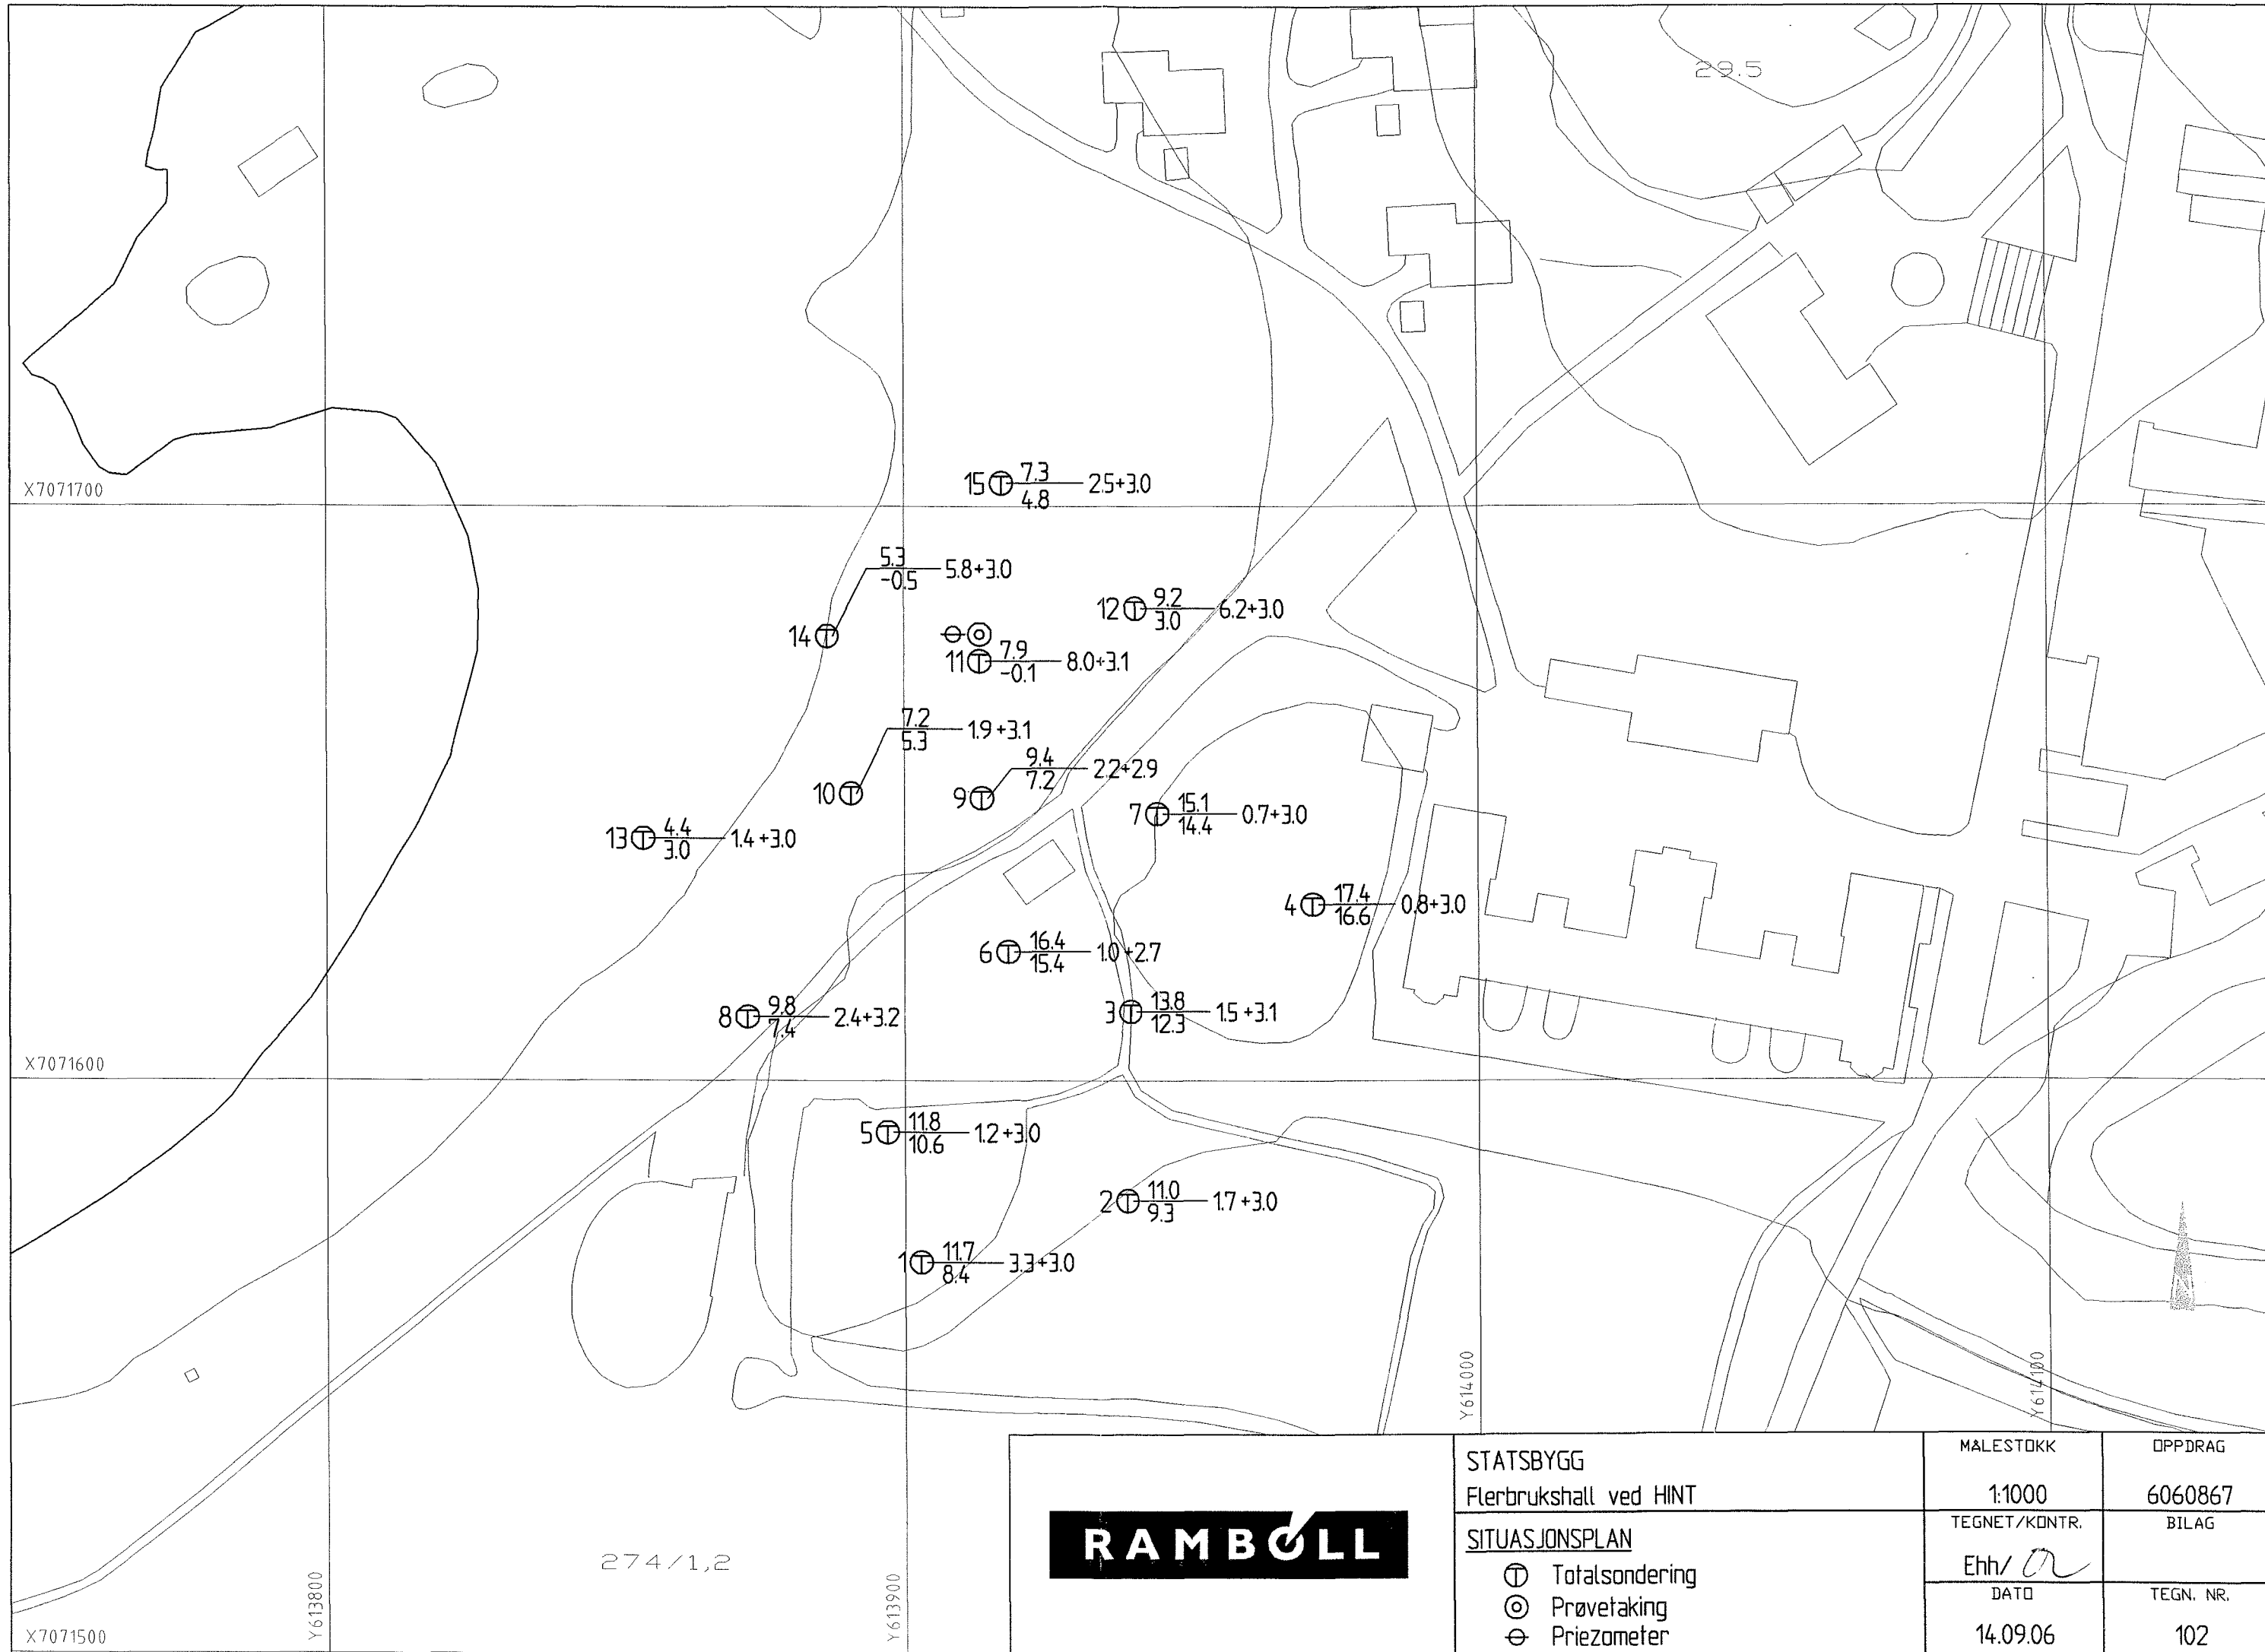 29.5
X7071700
15 7.3 2.5+3.0
4.8
5.3 5.8+3.0
-0.5
14
12 9.2 6.2+3.0
3.0
11 7.9 8.0+3.1
-0.1
7.2 1.9+3.1
5.3
10
9.4 2.2+2.9
7.2
9
7 15.1 0.7+3.0
14.4
13 4.4 1.4+3.0
3.0
4 17.4 0.8+3.0
16.6
6 16.4 1.0+2.7
15.4
8 9.8 2.4+3.2
7.4
3 13.8 1.5+3.1
12.3
X7071600
5 11.8 1.2+3.0
10.6
2 11.0 1.7+3.0
9.3
1 11.7 3.3+3.0
8.4
Y614000
Y614100
274/1,2
Y613800
Y613900
X7071500
RAMBØLL
STATSBYGG
Flerbrukshall ved HINT
SITUASJONSPLAN
T Totalsondering
Prøvetaking
Priezometer
MÅLESTOKK
1:1000
OPPDRAG
6060867
TEGNET/KONTR.
Ehh/
BILAG
DATO
14.09.06
TEGN. NR.
102